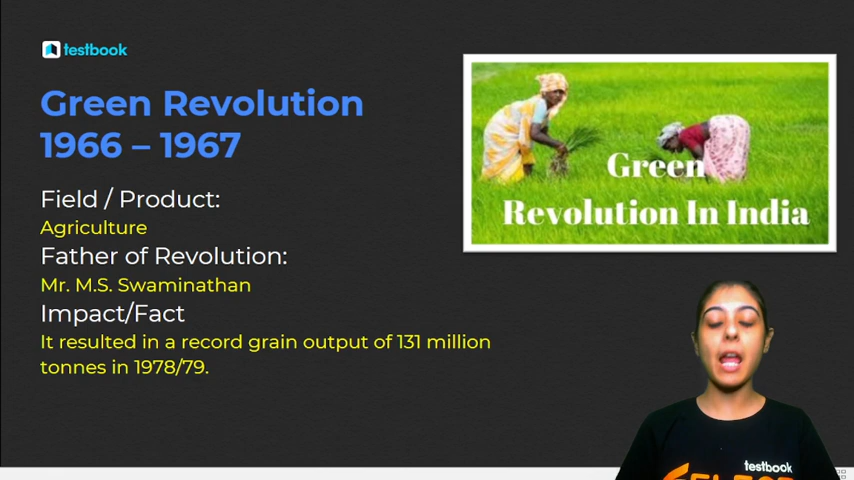 testbook
Green Revolution
1966 – 1967
Field / Product:
Agriculture
Father of Revolution:
Mr. M.S. Swaminathan
Impact/Fact
It resulted in a record grain output of 131 million
tonnes in 1978/79.
Green
Revolution In India
testbook